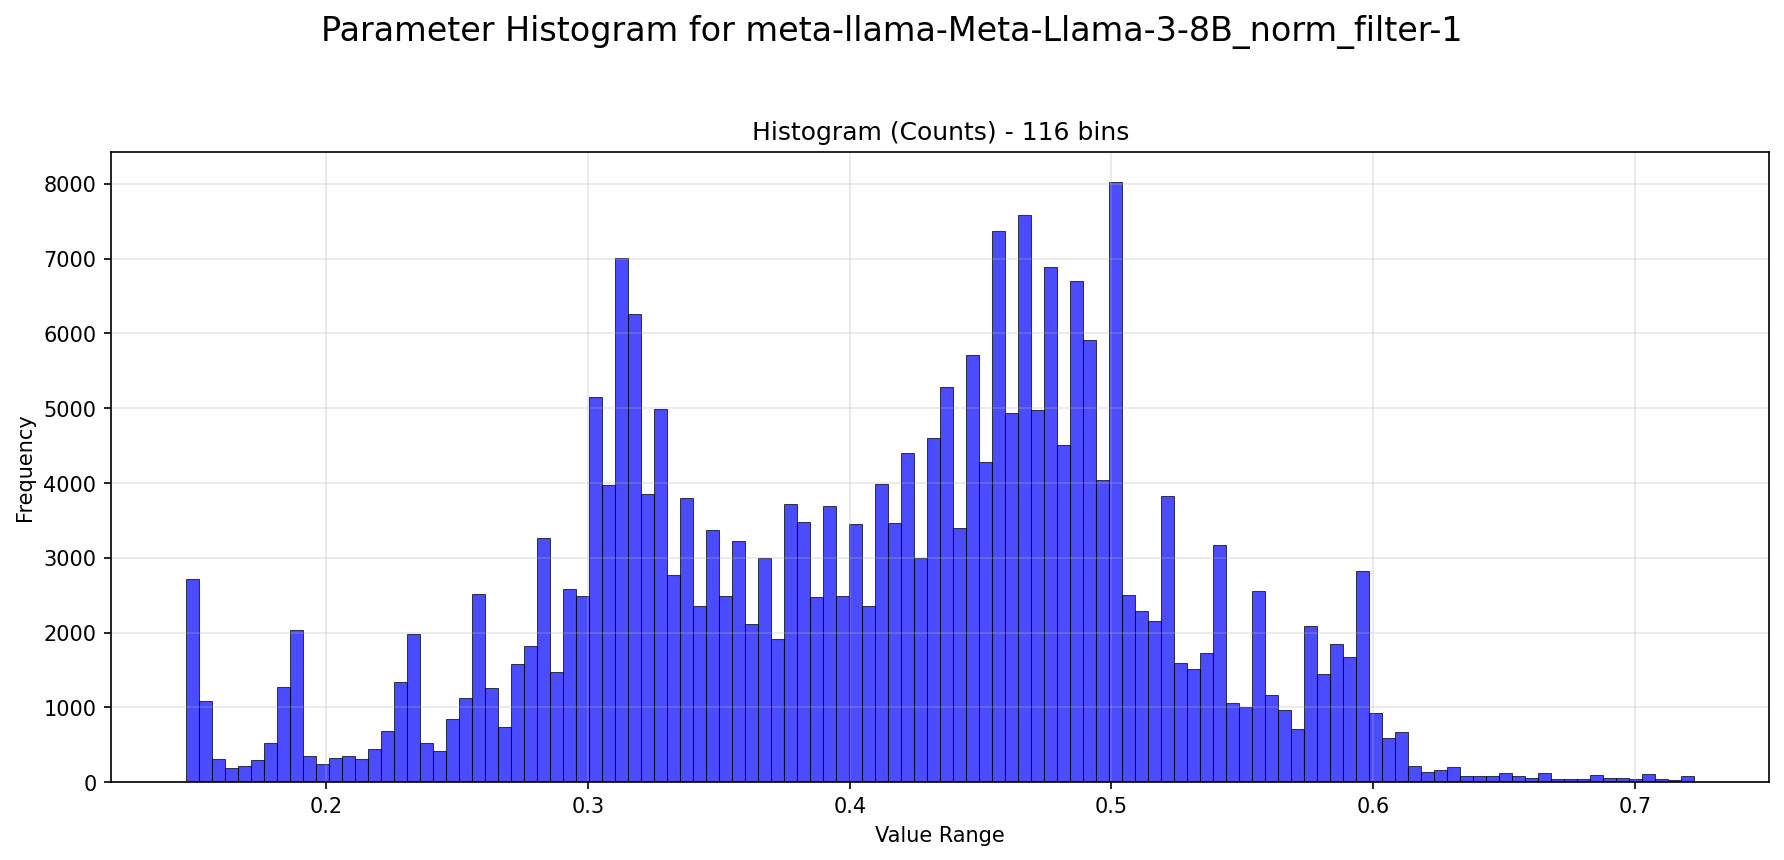 Parameter Histogram for meta-llama-Meta-Llama-3-8B_norm_filter-1
Histogram (Counts) - 116 bins
Frequency
8000
7000
6000
5000
4000
3000
2000
1000
0
0.2 0.3 0.4 0.5 0.6 0.7
Value Range